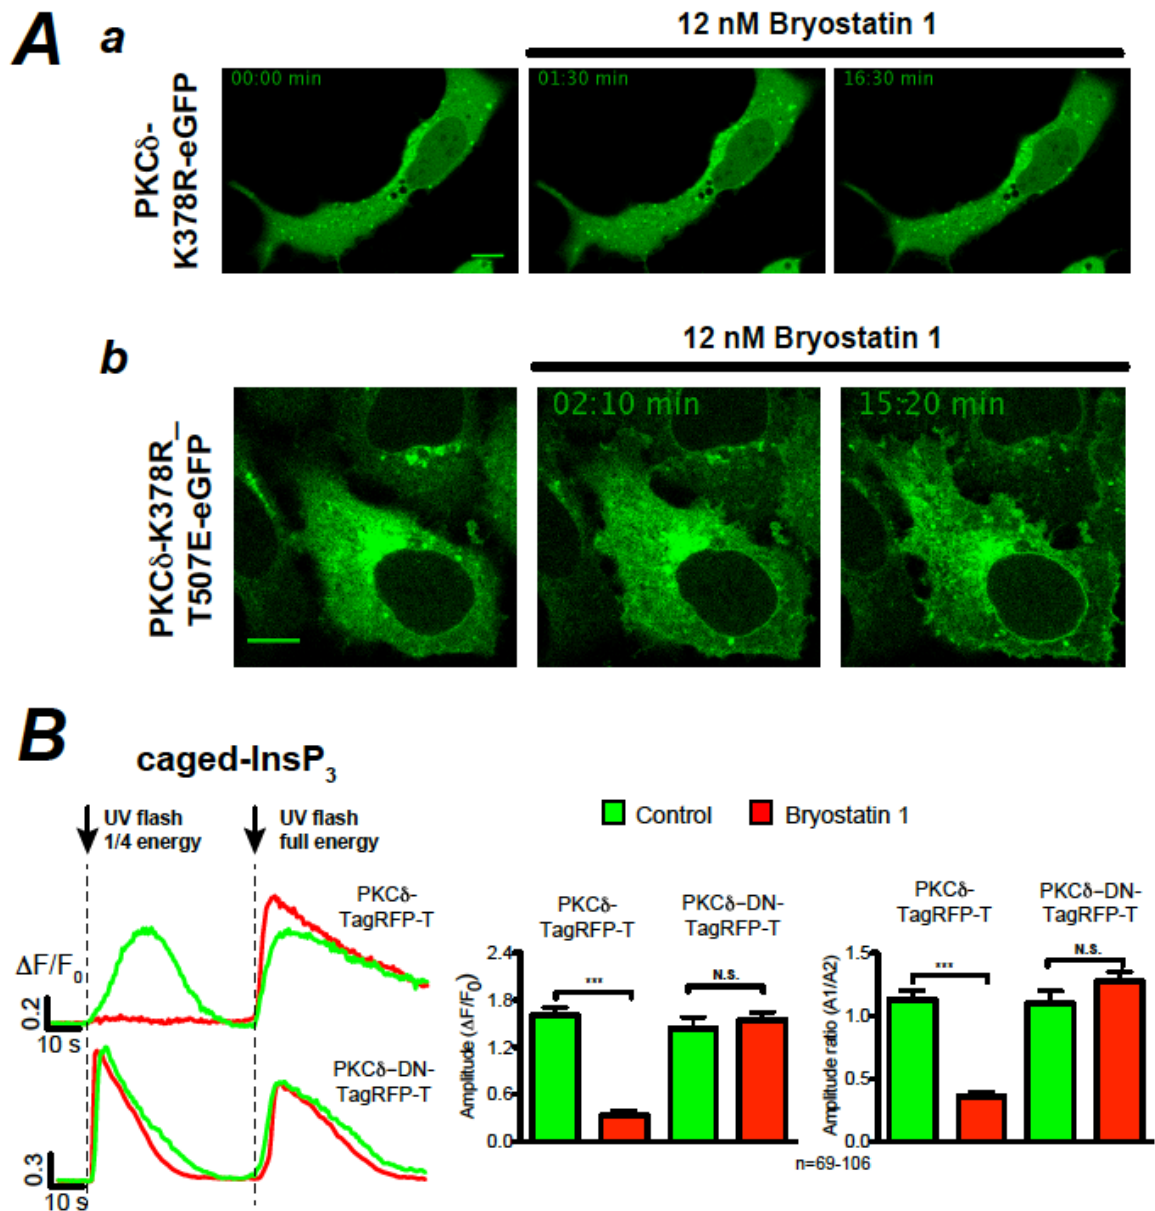 A
a
12 nM Bryostatin 1
PKCδ-
K378R-eGFP
00:00 min
01:30 min
16:30 min
b
12 nM Bryostatin 1
PKCδ-K378R_
T507E-eGFP
02:10 min
15:20 min
B
caged-InsP3
UV flash
1/4 energy
UV flash
full energy
PKCδ-
TagRFP-T
ΔF/F0
0.2
10 s
PKCδ-DN-
TagRFP-T
0.3
10 s
Control
Bryostatin 1
PKCδ-
TagRFP-T
PKCδ-DN-
TagRFP-T
Amplitude (ΔF/F0)
2.4
1.8
1.2
0.6
0.0
***
N.S.
PKCδ-
TagRFP-T
PKCδ-DN-
TagRFP-T
Amplitude ratio (A1/A2)
1.5
1.0
0.5
0.0
***
N.S.
n=69-106